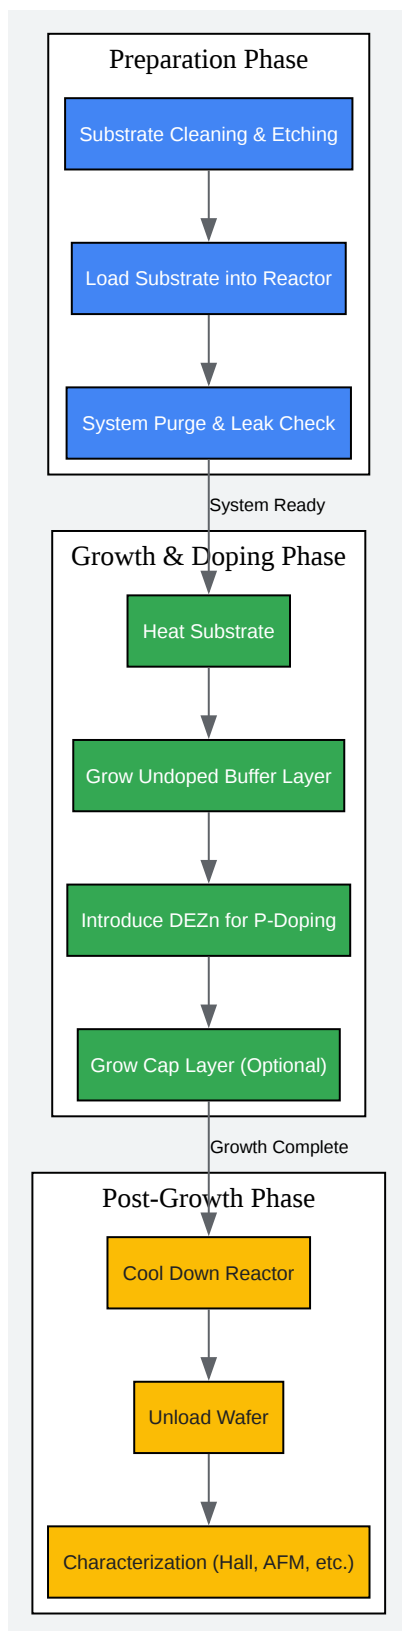 Preparation Phase
Substrate Cleaning & Etching
Load Substrate into Reactor
System Purge & Leak Check
System Ready
Growth & Doping Phase
Heat Substrate
Grow Undoped Buffer Layer
Introduce DEZn for P-Doping
Grow Cap Layer (Optional)
Growth Complete
Post-Growth Phase
Cool Down Reactor
Unload Wafer
Characterization (Hall, AFM, etc.)